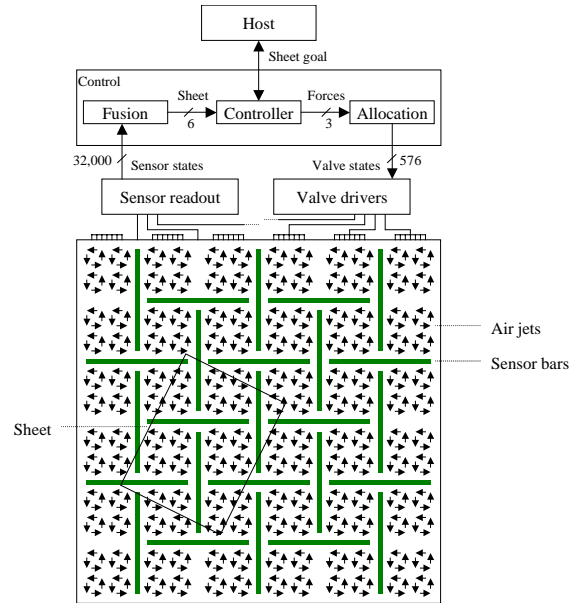 Host
Sheet goal
Control
Sheet
Forces
Fusion
Controller
Allocation
6
3
32,000
Sensor states
Valve states
576
Sensor readout
Valve drivers
Air jets
Sensor bars
Sheet